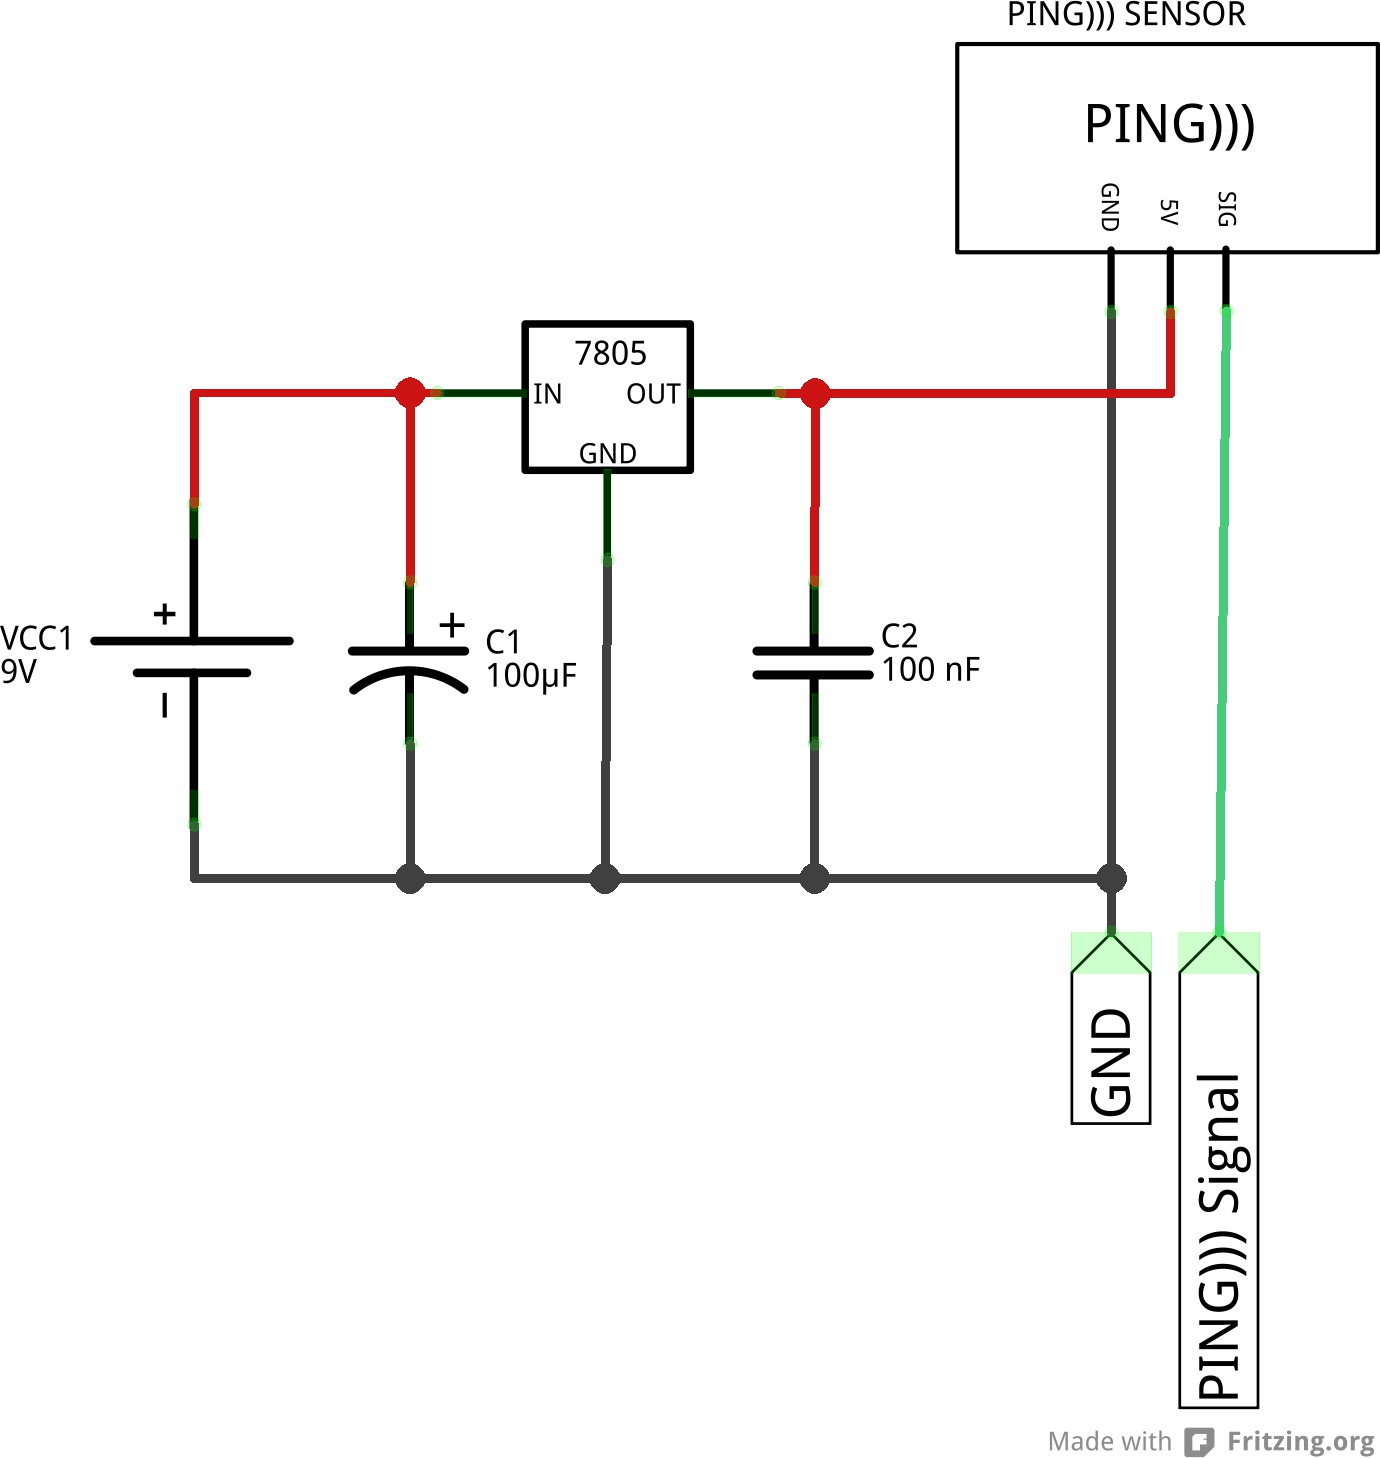 PING))) SENSOR
PING)))
GND
5V
SIG
7805
IN
OUT
GND
+
VCC1
9V
−
+
C1
100µF
C2
100 nF
GND
PING))) Signal
Made with Fritzing.org